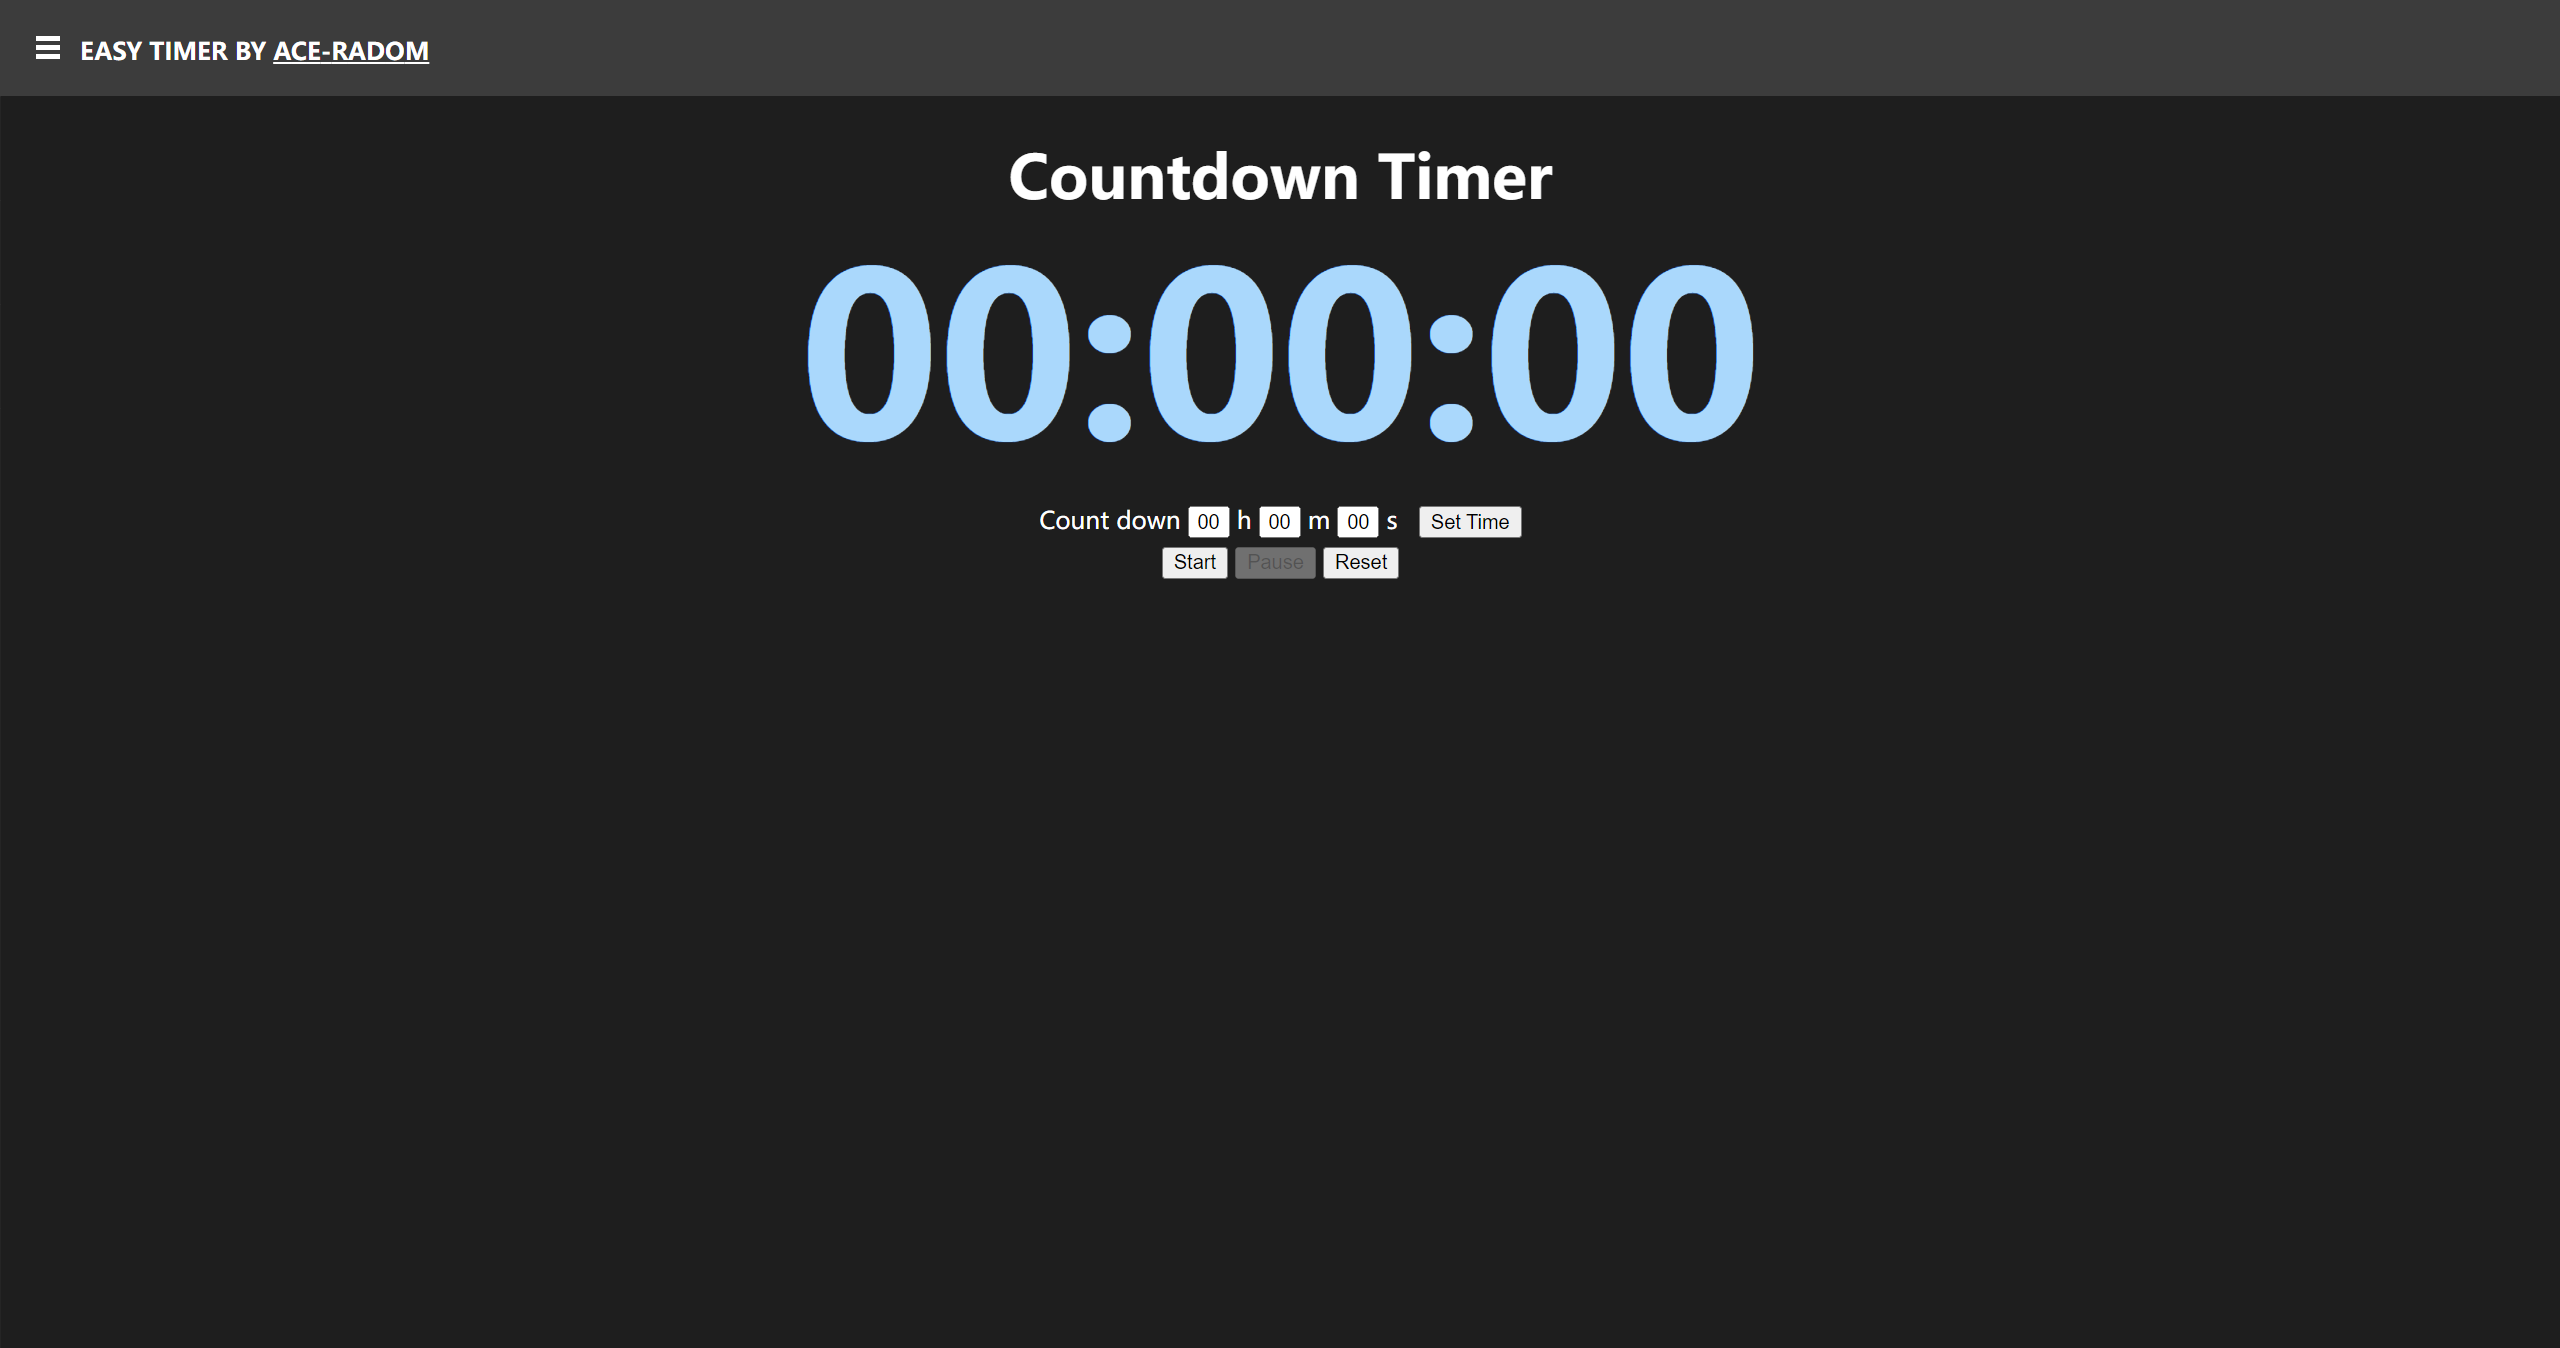 EASY TIMER BY ACE-RADOM
Countdown Timer
00:00:00
Count down 00 h 00 m 00 s Set Time
Start Pause Reset